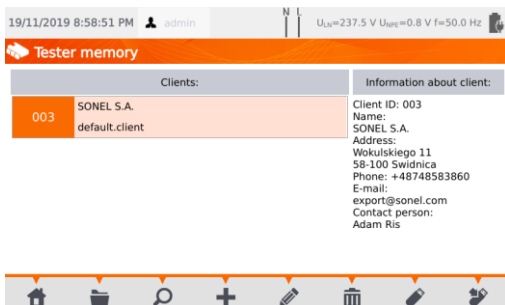 19/11/2019 8:58:51 PM admin N L U_LN=237.5 V U_NPE=0.8 V f=50.0 Hz
Tester memory
Clients:
003
SONEL S.A.
default.client
Information about client:
Client ID: 003
Name:
SONEL S.A.
Address:
Wokulskiego 11
58-100 Swidnica
Phone: +48748583860
E-mail:
export@sonel.com
Contact person:
Adam Ris